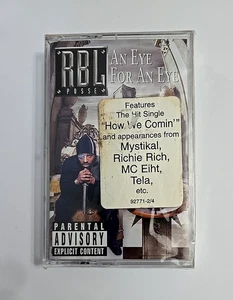 RBL
POSSE
AN EYE
FOR AN EYE
Features
The Hit Single
"How We Comin'"
and appearances from
Mystikal,
Richie Rich,
MC Eiht,
Tela,
etc.
92771-2/4
PARENTAL
ADVISORY
EXPLICIT CONTENT